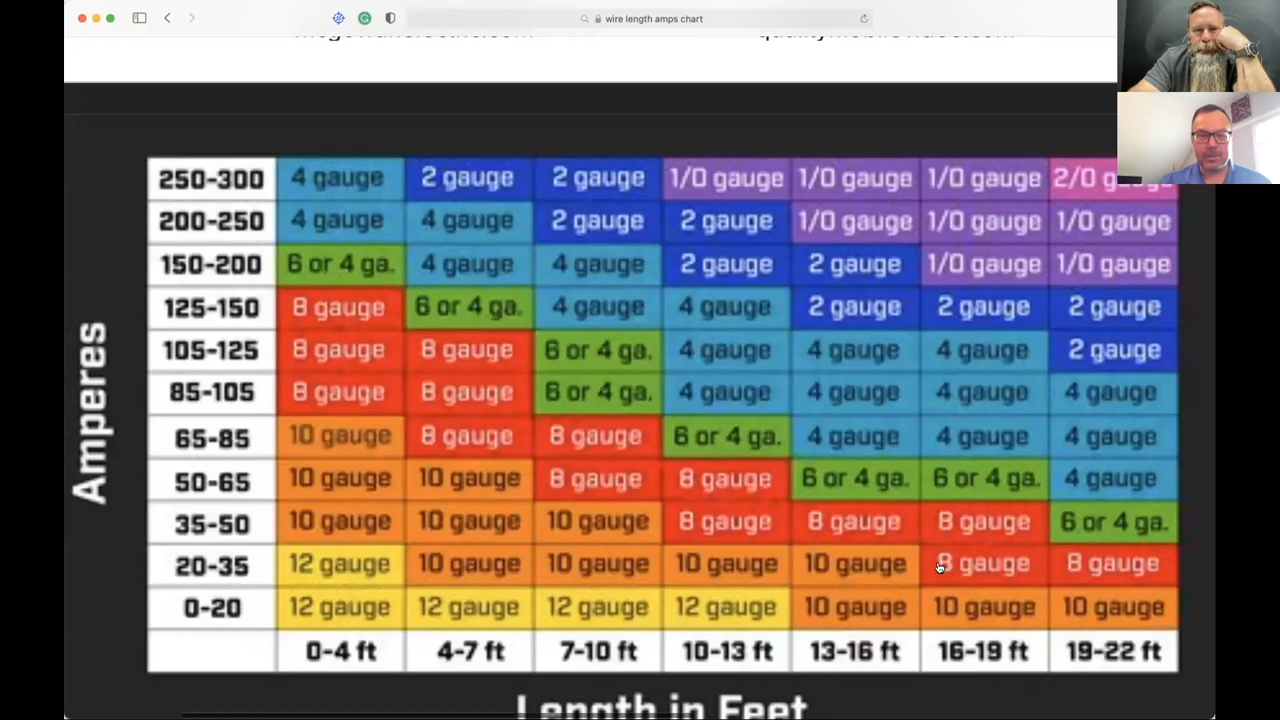 wire length amps chart
250-300 4 gauge 2 gauge 2 gauge 1/0 gauge 1/0 gauge 1/0 gauge 2/0
200-250 4 gauge 4 gauge 2 gauge 2 gauge 1/0 gauge 1/0 gauge 1/0 gauge
150-200 6 or 4 ga. 4 gauge 4 gauge 2 gauge 2 gauge 1/0 gauge 1/0 gauge
125-150 8 gauge 6 or 4 ga. 4 gauge 4 gauge 2 gauge 2 gauge 2 gauge
105-125 8 gauge 8 gauge 6 or 4 ga. 4 gauge 4 gauge 4 gauge 2 gauge
85-105 8 gauge 8 gauge 6 or 4 ga. 4 gauge 4 gauge 4 gauge 4 gauge
65-85 10 gauge 8 gauge 8 gauge 6 or 4 ga. 4 gauge 4 gauge 4 gauge
50-65 10 gauge 10 gauge 8 gauge 8 gauge 6 or 4 ga. 6 or 4 ga. 4 gauge
35-50 10 gauge 10 gauge 10 gauge 8 gauge 8 gauge 8 gauge 6 or 4 ga.
20-35 12 gauge 10 gauge 10 gauge 10 gauge 10 gauge 8 gauge 8 gauge
0-20 12 gauge 12 gauge 12 gauge 12 gauge 10 gauge 10 gauge 10 gauge
0-4 ft 4-7 ft 7-10 ft 10-13 ft 13-16 ft 16-19 ft 19-22 ft
Amperes
Length in Feet